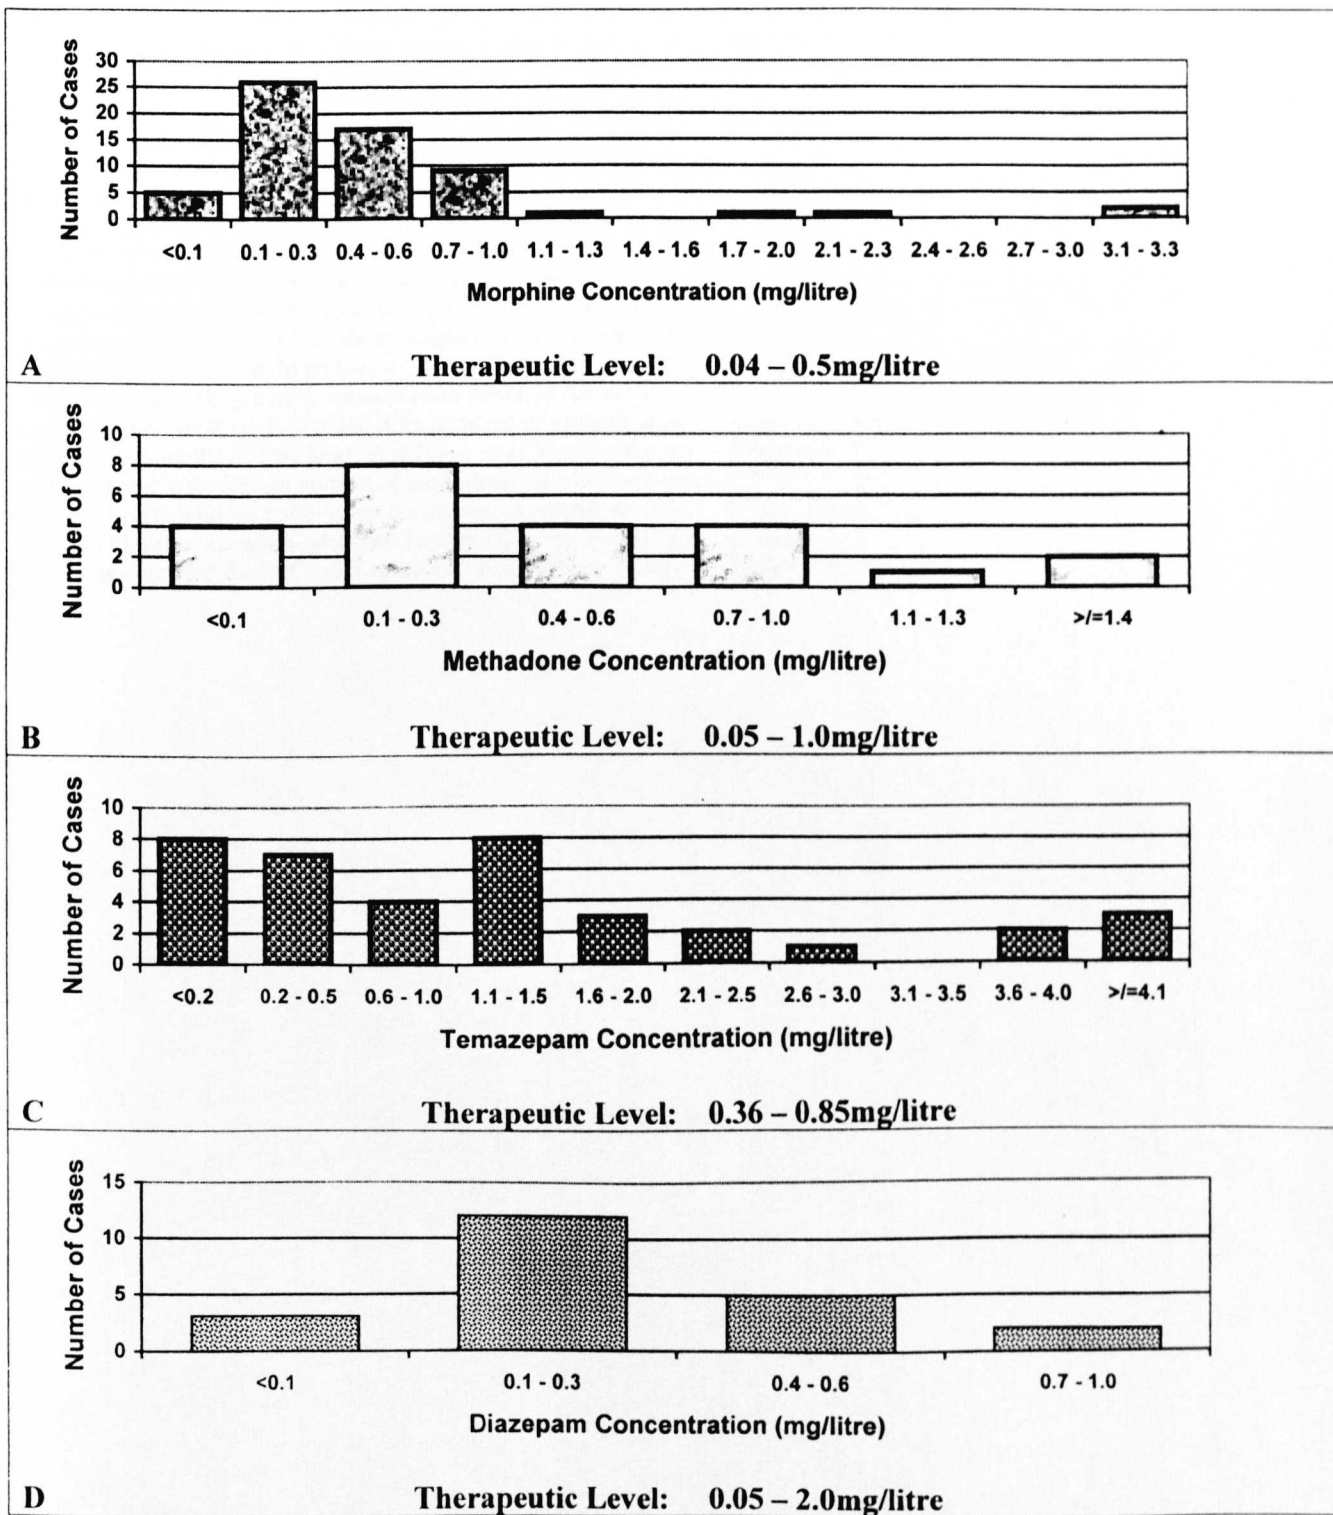 Number of Cases
30
25
20
15
10
5
0
<0.1 0.1 - 0.3 0.4 - 0.6 0.7 - 1.0 1.1 - 1.3 1.4 - 1.6 1.7 - 2.0 2.1 - 2.3 2.4 - 2.6 2.7 - 3.0 3.1 - 3.3
Morphine Concentration (mg/litre)
A Therapeutic Level: 0.04 – 0.5mg/litre
Number of Cases
10
8
6
4
2
0
<0.1 0.1 - 0.3 0.4 - 0.6 0.7 - 1.0 1.1 - 1.3 >/=1.4
Methadone Concentration (mg/litre)
B Therapeutic Level: 0.05 – 1.0mg/litre
Number of Cases
10
8
6
4
2
0
<0.2 0.2 - 0.5 0.6 - 1.0 1.1 - 1.5 1.6 - 2.0 2.1 - 2.5 2.6 - 3.0 3.1 - 3.5 3.6 - 4.0 >/=4.1
Temazepam Concentration (mg/litre)
C Therapeutic Level: 0.36 – 0.85mg/litre
Number of Cases
15
10
5
0
<0.1 0.1 - 0.3 0.4 - 0.6 0.7 - 1.0
Diazepam Concentration (mg/litre)
D Therapeutic Level: 0.05 – 2.0mg/litre